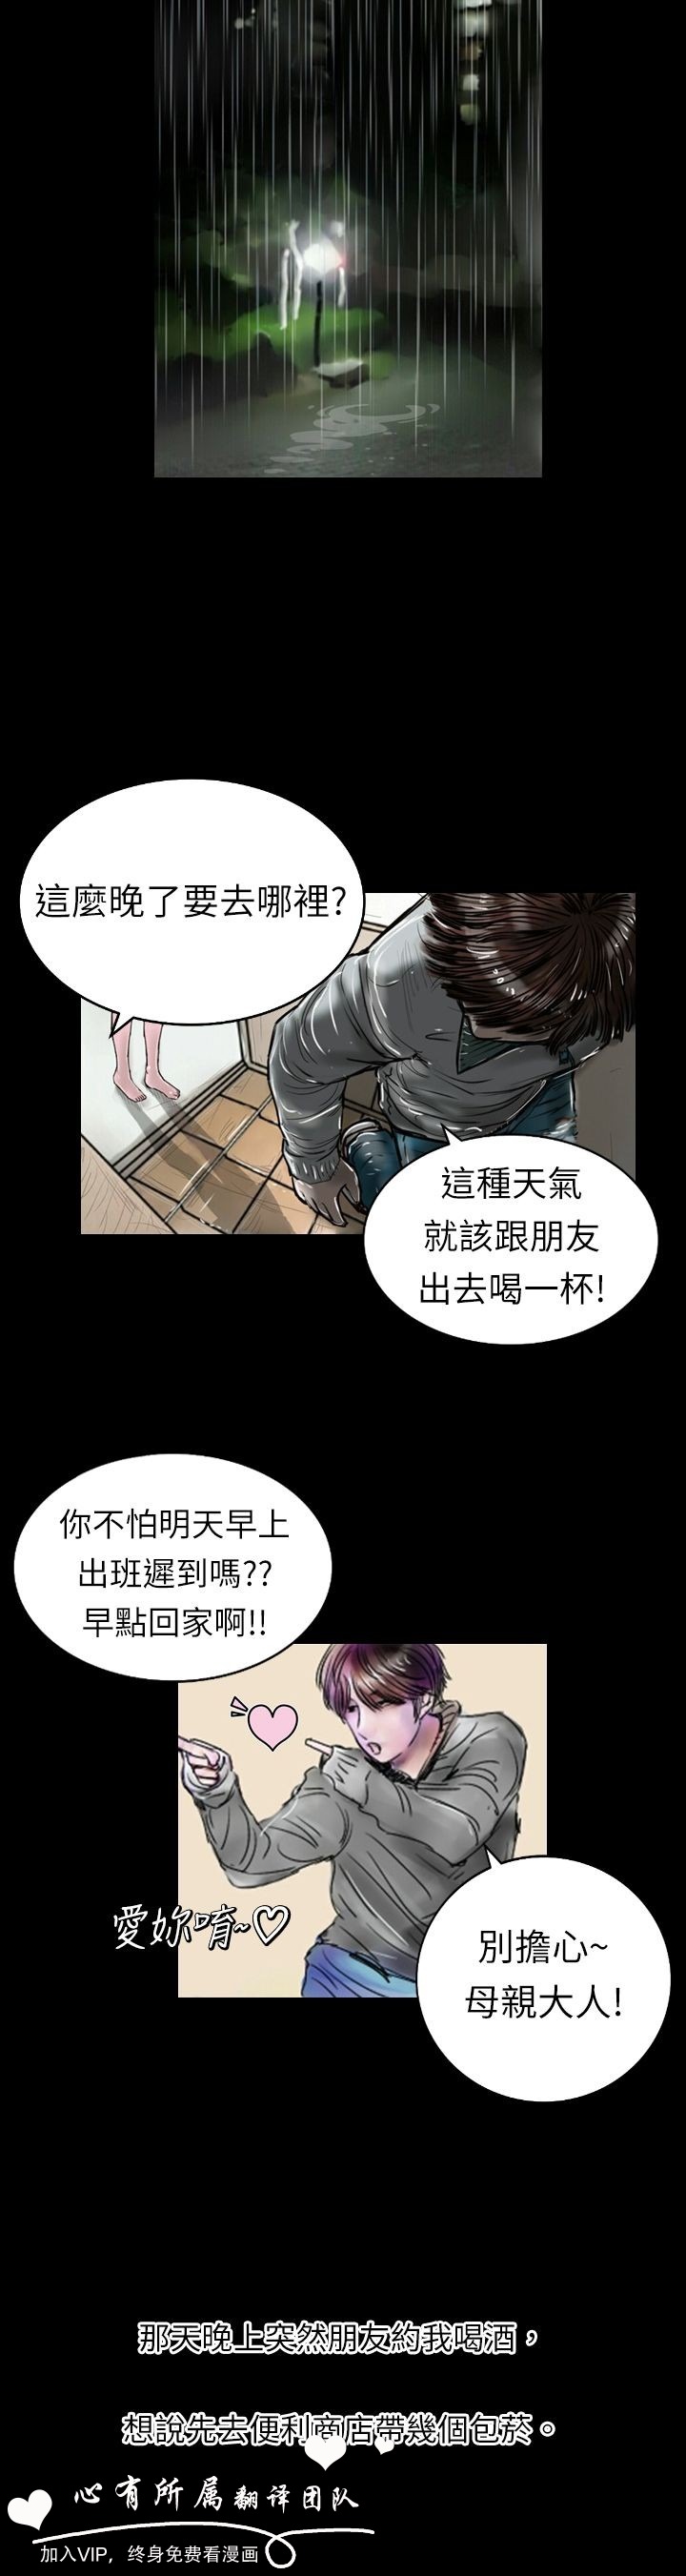 這麼晚了要去哪裡?
這種天氣
就該跟朋友
出去喝一杯!
你不怕明天早上
出班遲到嗎??
早點回家啊!!
愛妳唷~♡
別擔心~
母親大人!
那天晚上突然朋友約我喝酒，
想說先去便利商店帶幾個包菸。
心有所属翻译团队
加入VIP，终身免费看漫画